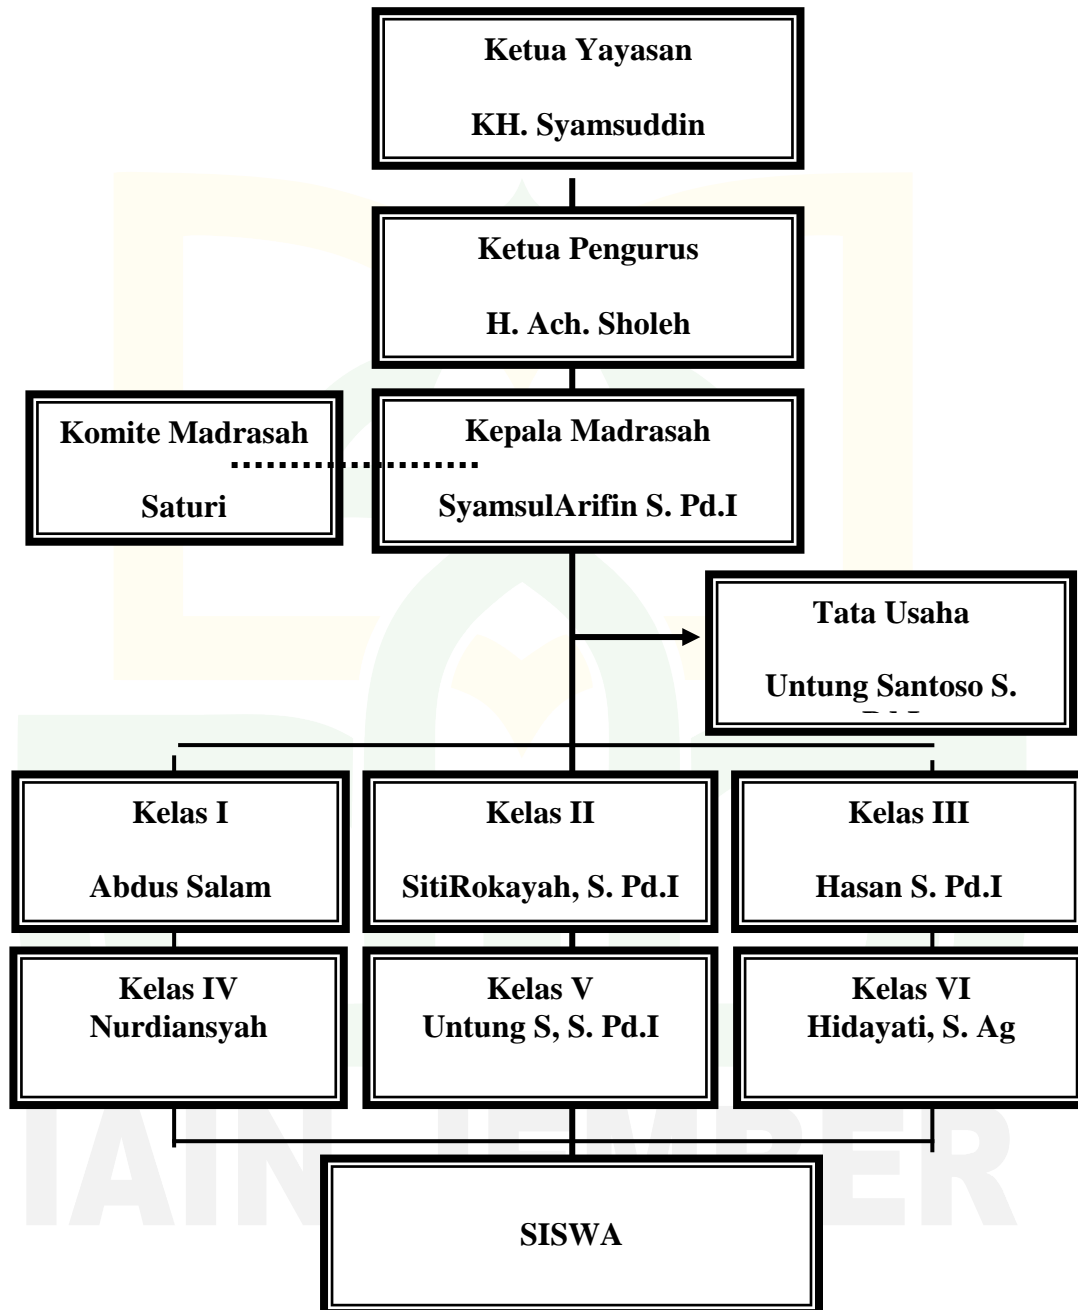 Ketua Yayasan
KH. Syamsuddin
Ketua Pengurus
H. Ach. Sholeh
Komite Madrasah
Saturi
Kepala Madrasah
SyamsulArifin S. Pd.I
Tata Usaha
Untung Santoso S.
Kelas I
Abdus Salam
Kelas II
SitiRokayah, S. Pd.I
Kelas III
Hasan S. Pd.I
Kelas IV
Nurdiansyah
Kelas V
Untung S, S. Pd.I
Kelas VI
Hidayati, S. Ag
SISWA
IAIN JEMBER